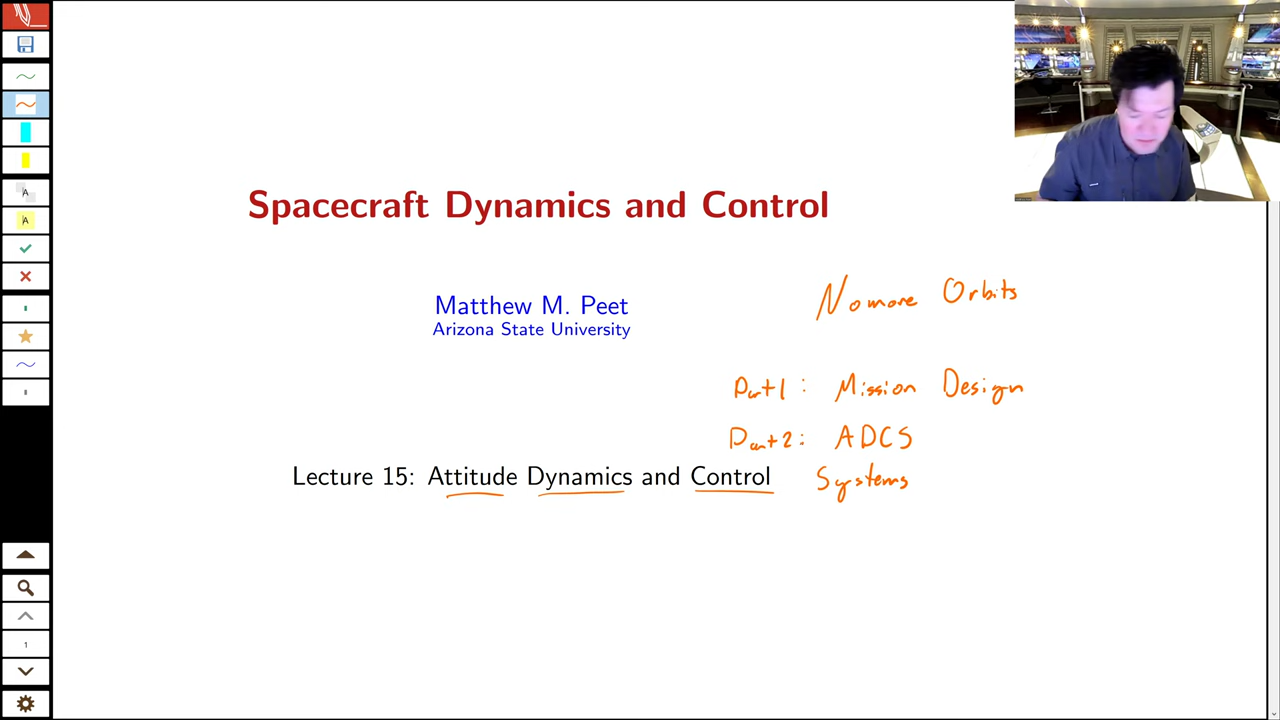 Spacecraft Dynamics and Control
Matthew M. Peet
Arizona State University
No more Orbits
Part 1: Mission Design
Part 2: ADCS
Lecture 15: Attitude Dynamics and Control
Systems
A
A
1